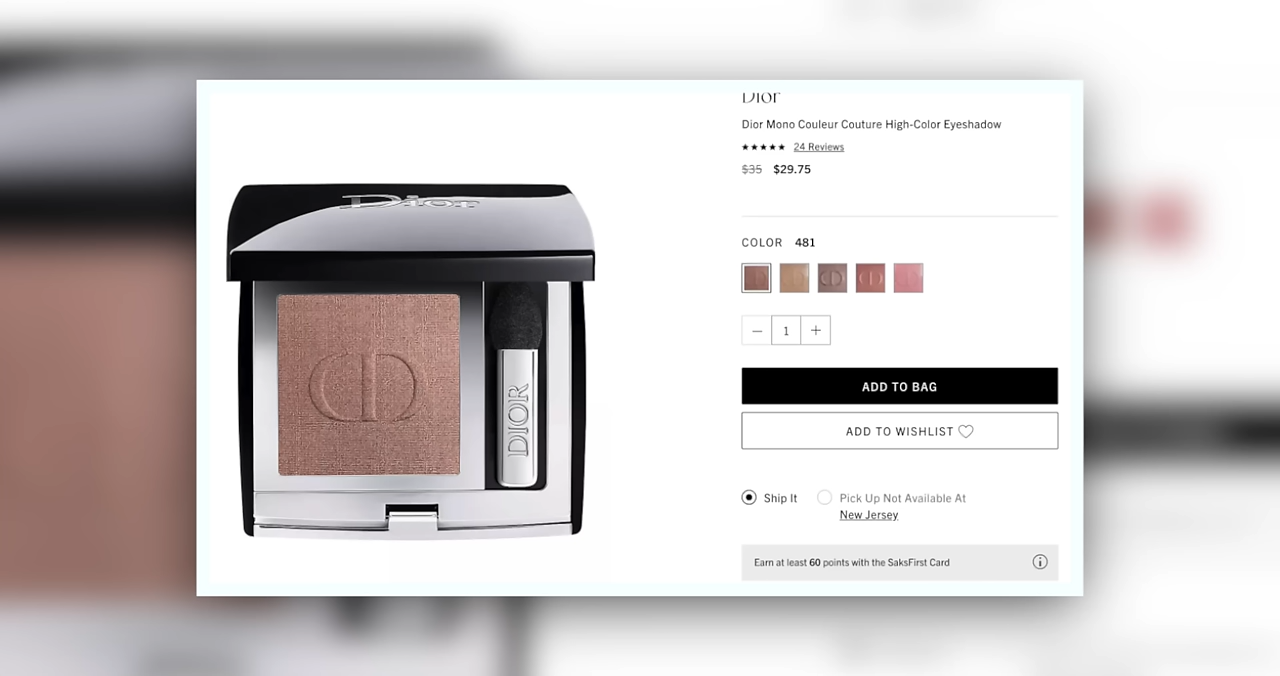 Dior
Dior Mono Couleur Couture High-Color Eyeshadow
★★★★★ 24 Reviews
$35 $29.75
COLOR 481
Dior
DIOR
− 1 +
ADD TO BAG
ADD TO WISHLIST
Ship It
Pick Up Not Available At
New Jersey
Earn at least 60 points with the SaksFirst Card